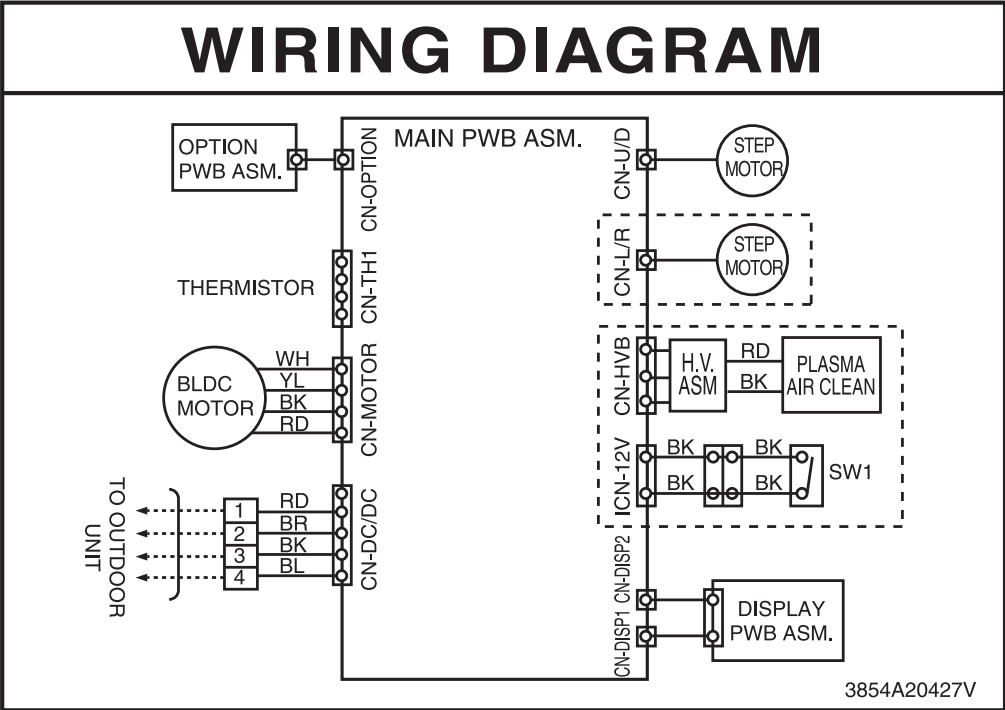 WIRING DIAGRAM
MAIN PWB ASM.
OPTION
PWB ASM.
CN-OPTION
THERMISTOR
CN-TH1
BLDC
MOTOR
WH
YL
BK
RD
CN-MOTOR
TO OUTDOOR
UNIT
1
2
3
4
RD
BR
BK
BL
CN-DC/DC
CN-U/D
STEP
MOTOR
CN-L/R
STEP
MOTOR
CN-HVB
H.V.
ASM
RD
BK
PLASMA
AIR CLEAN
ICN-12V
BK
BK
BK
BK
SW1
CN-DISP2
CN-DISP1
DISPLAY
PWB ASM.
3854A20427V